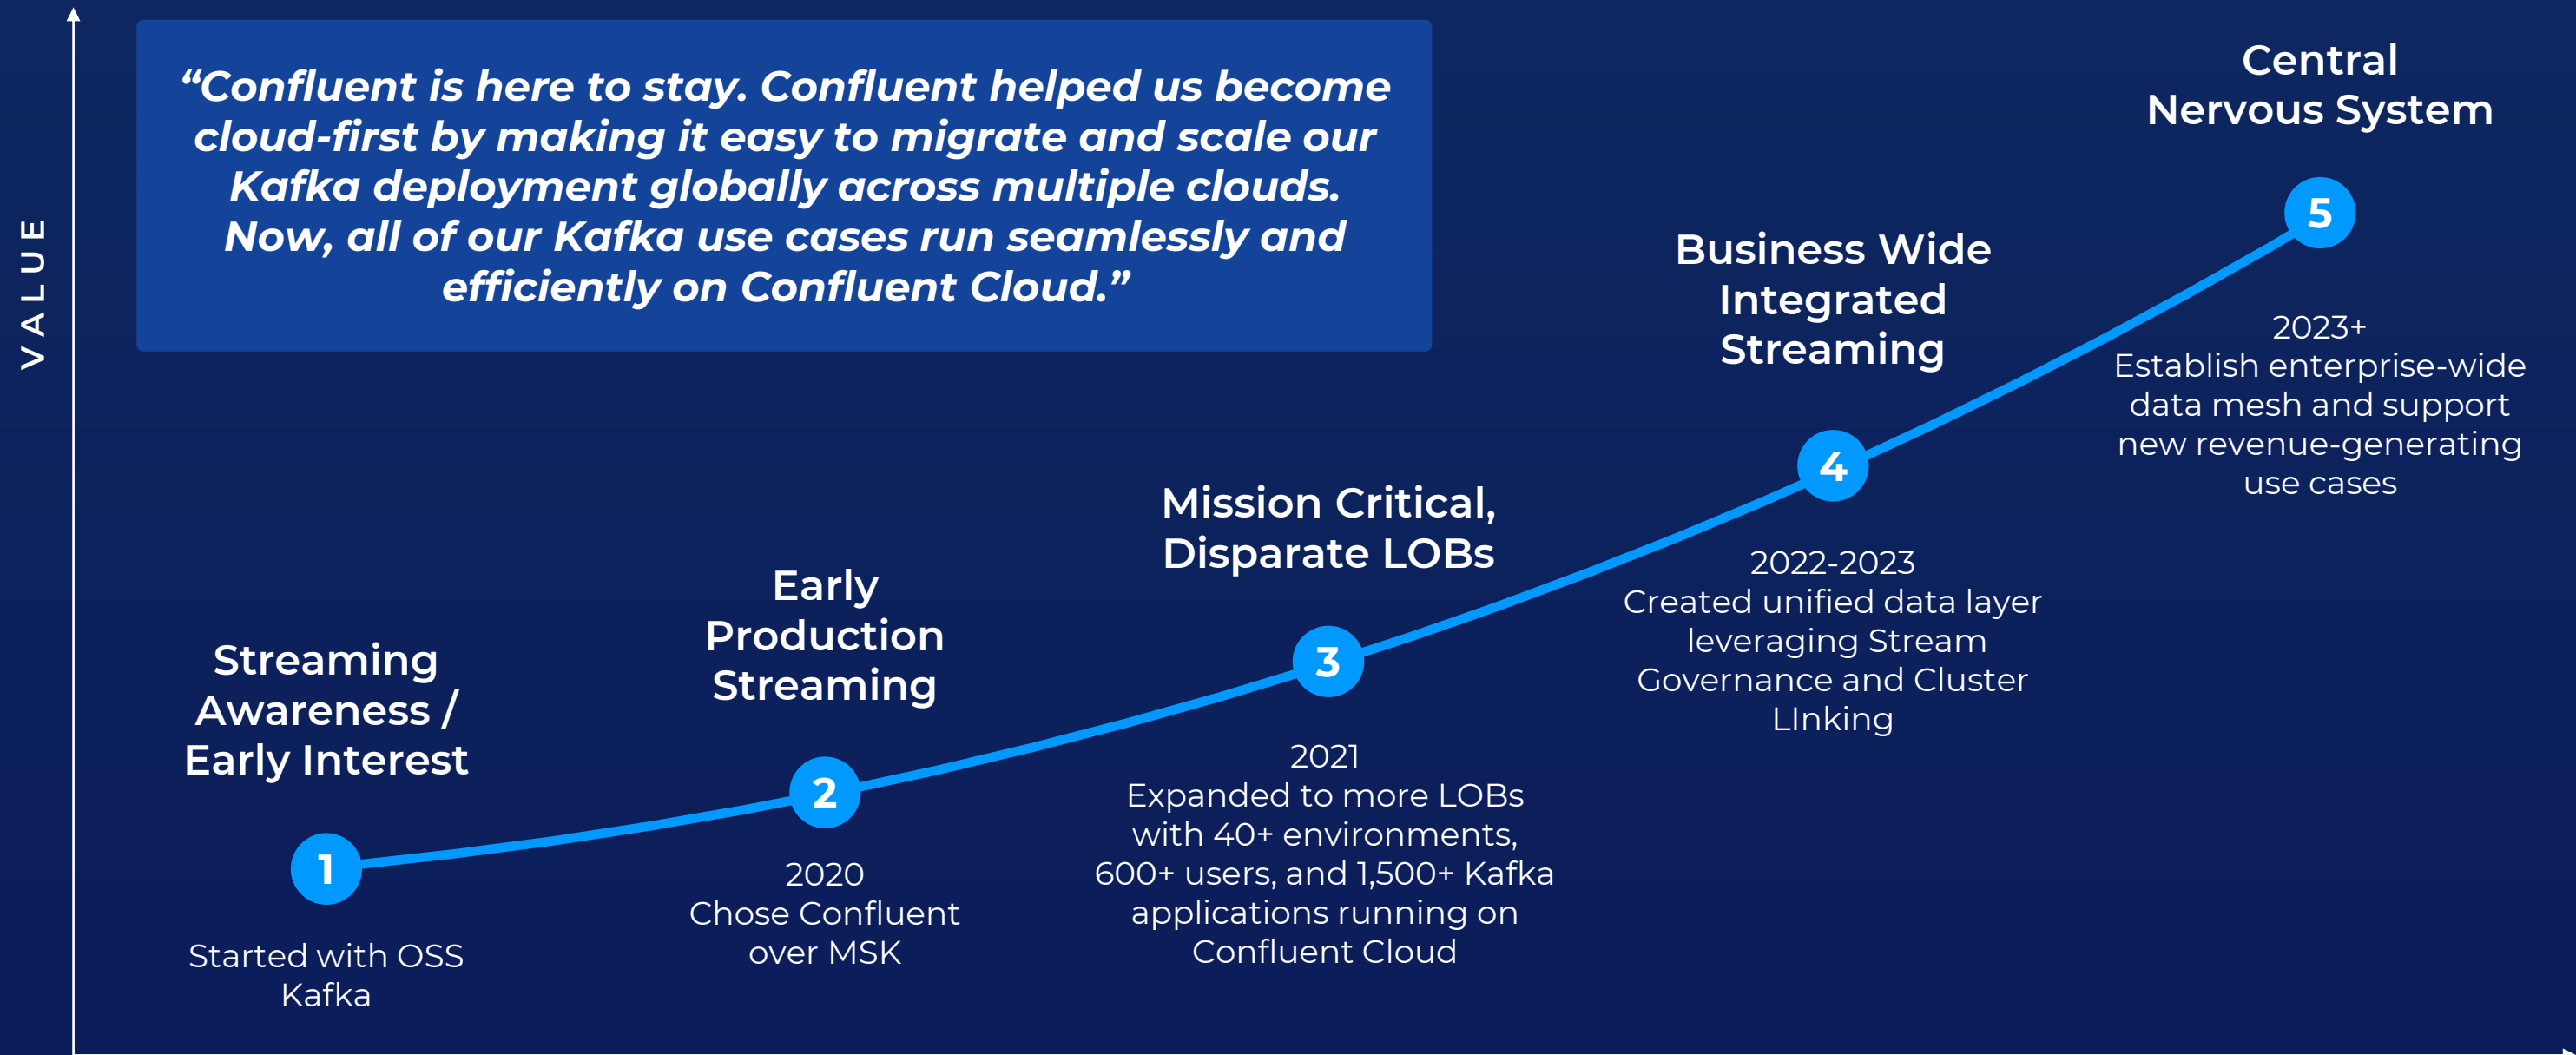 VALUE
“Confluent is here to stay. Confluent helped us become
cloud-first by making it easy to migrate and scale our
Kafka deployment globally across multiple clouds.
Now, all of our Kafka use cases run seamlessly and
efficiently on Confluent Cloud.”
Streaming
Awareness /
Early Interest
1
Started with OSS
Kafka
Early
Production
Streaming
2
2020
Chose Confluent
over MSK
Mission Critical,
Disparate LOBs
3
2021
Expanded to more LOBs
with 40+ environments,
600+ users, and 1,500+ Kafka
applications running on
Confluent Cloud
Business Wide
Integrated
Streaming
4
2022-2023
Created unified data layer
leveraging Stream
Governance and Cluster
LInking
Central
Nervous System
5
2023+
Establish enterprise-wide
data mesh and support
new revenue-generating
use cases